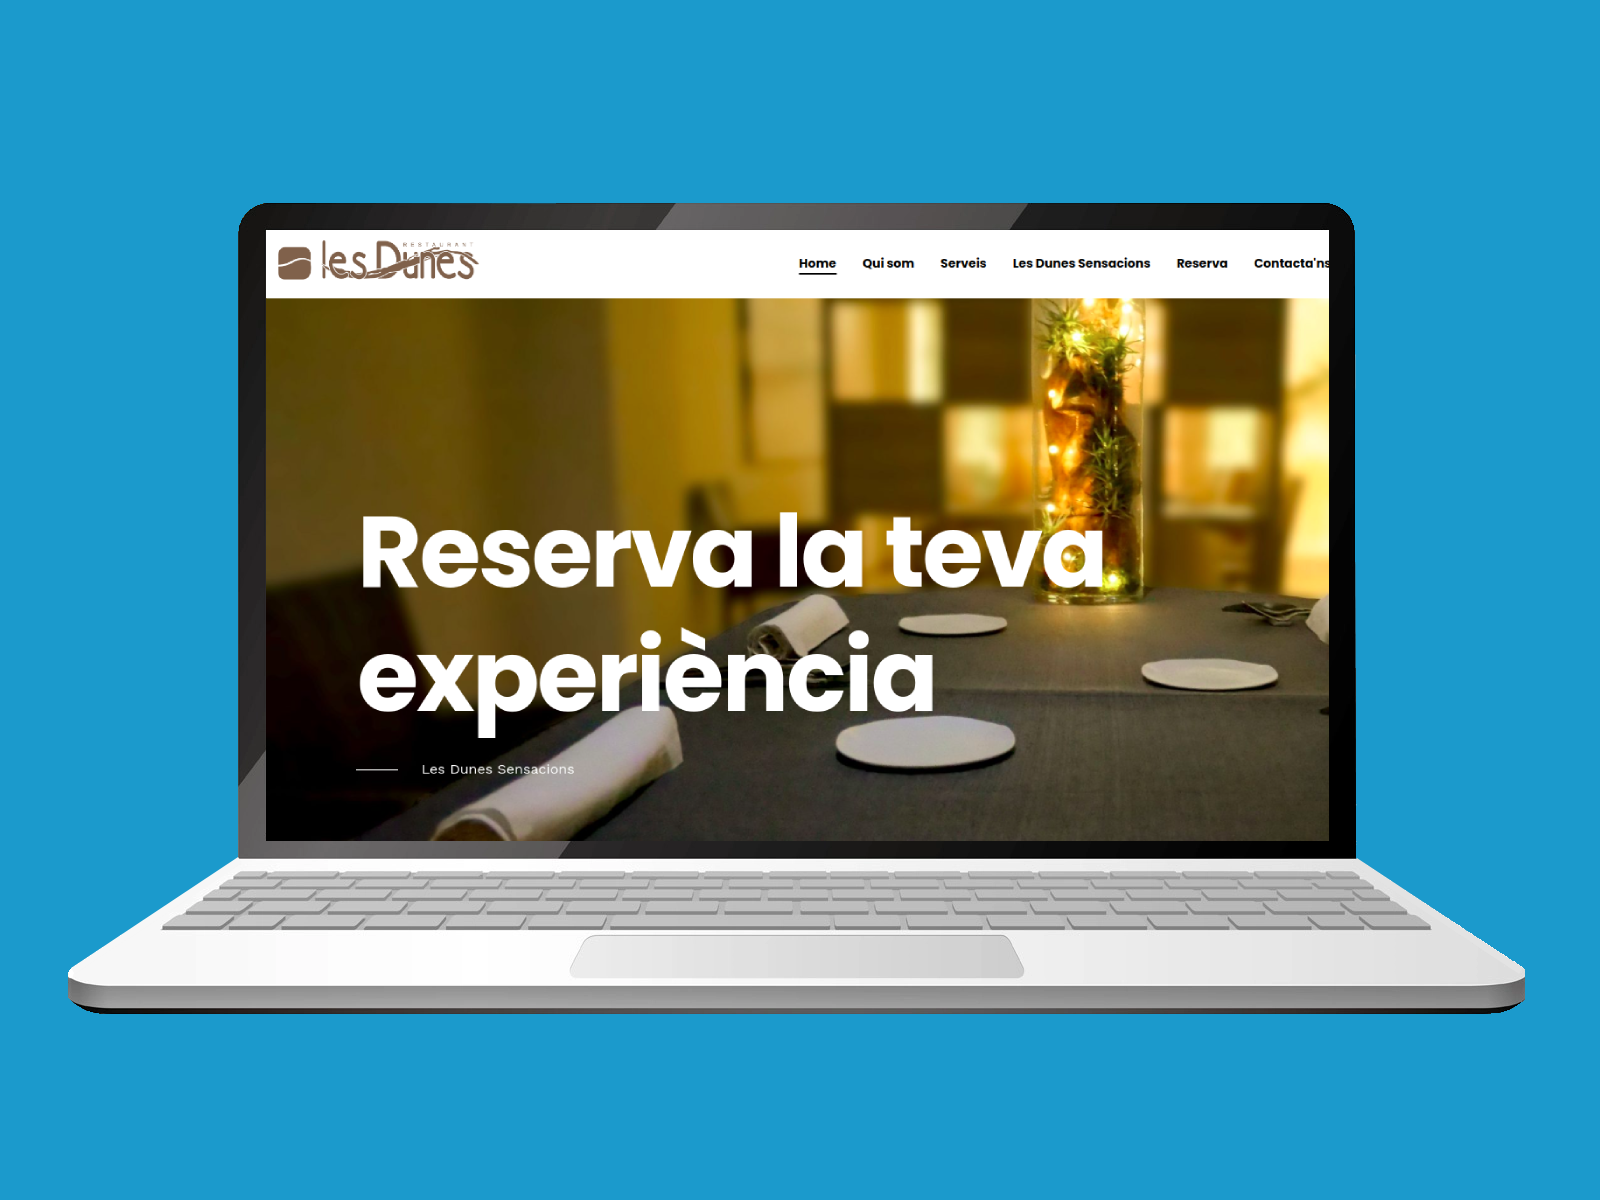 les Dunes
RESTAURANT
Home Qui som Serveis Les Dunes Sensacions Reserva Contacta'ns
Reserva la teva
experiència
Les Dunes Sensacions